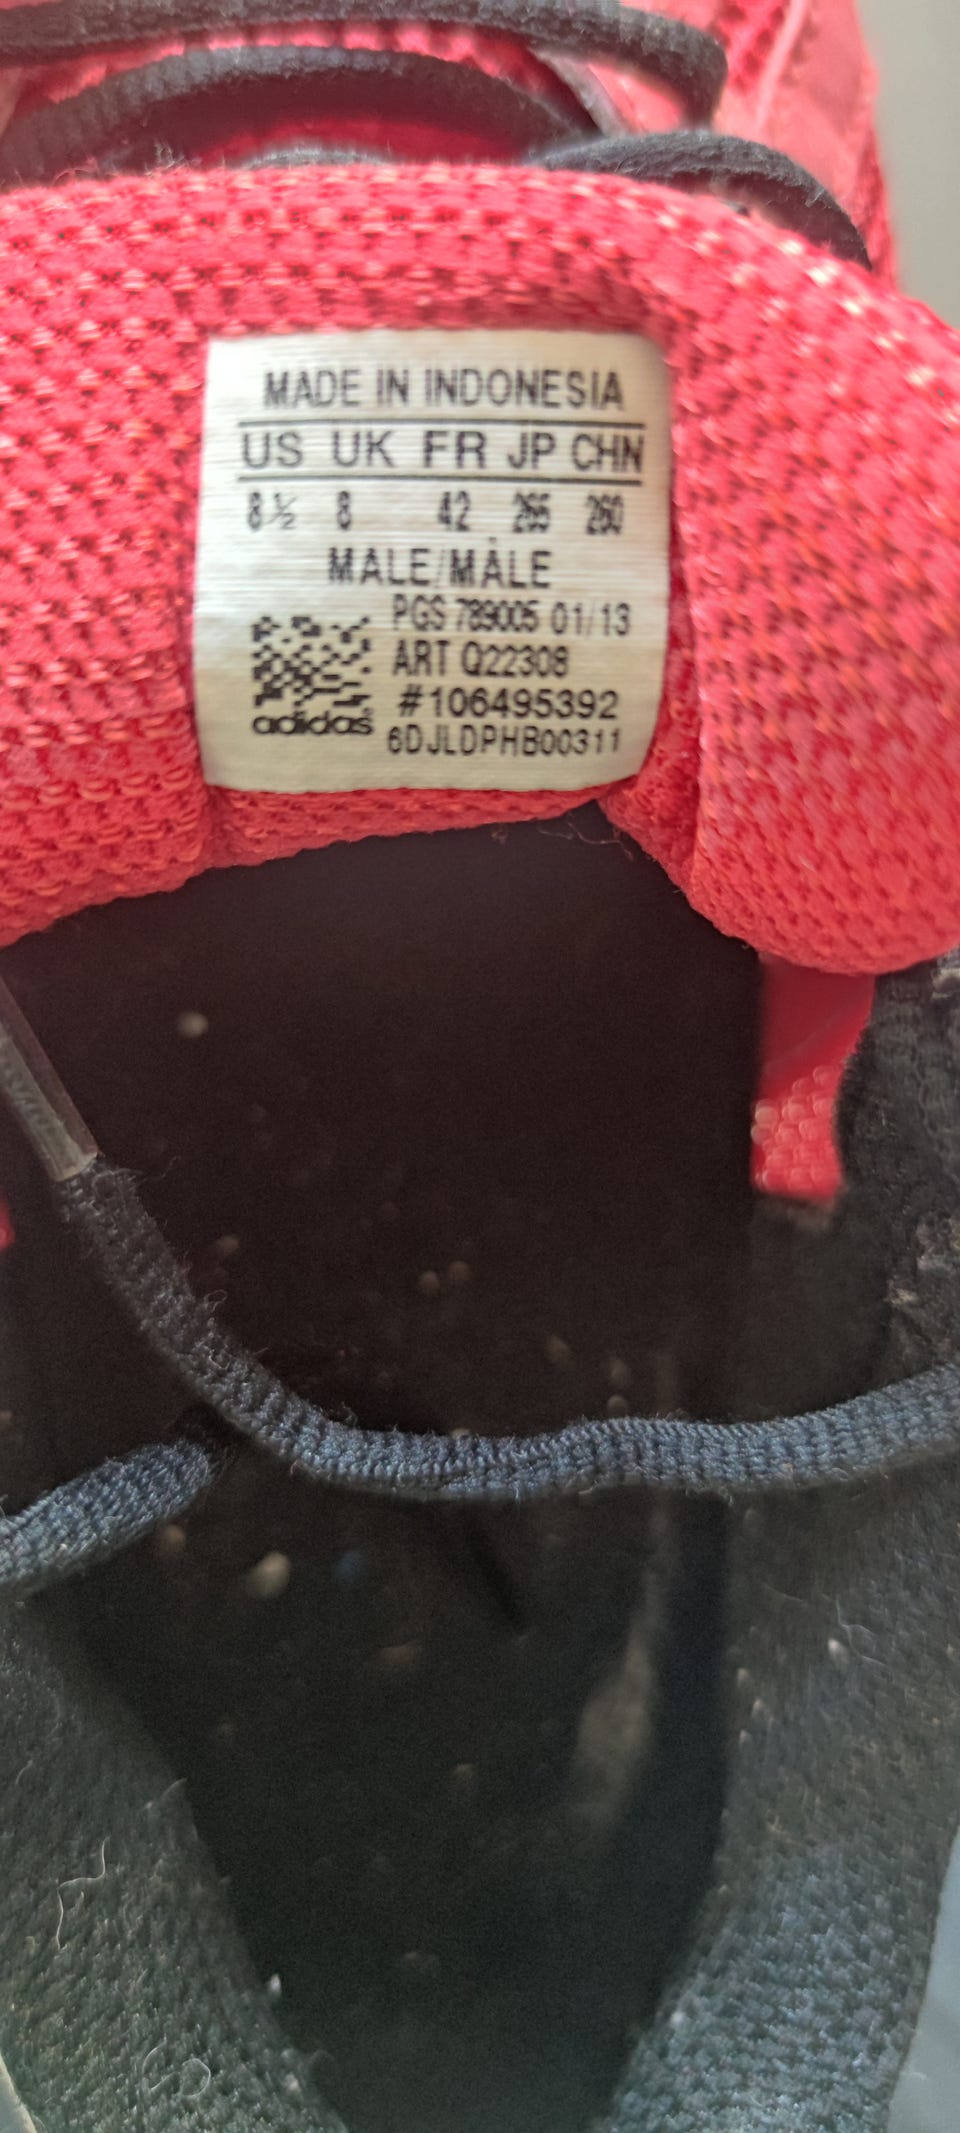 MADE IN INDONESIA
US UK FR JP CHN
8½ 8 42 265 260
MALE/MÂLE
PGS 789005 01/13
ART Q22308
#106495392
adidas 6DJLDPHB00311